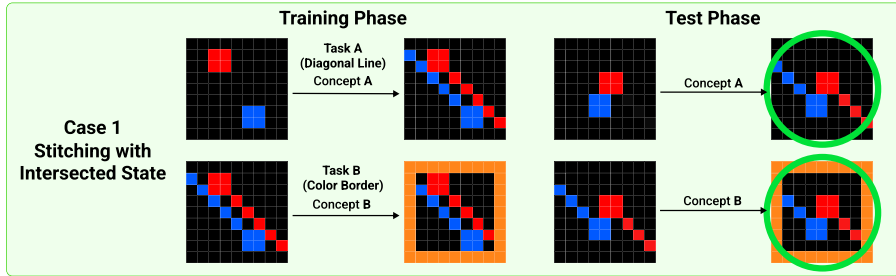 Training Phase
Test Phase
Case 1
Stitching with
Intersected State
Task A
(Diagonal Line)
Concept A
Concept A
Task B
(Color Border)
Concept B
Concept B